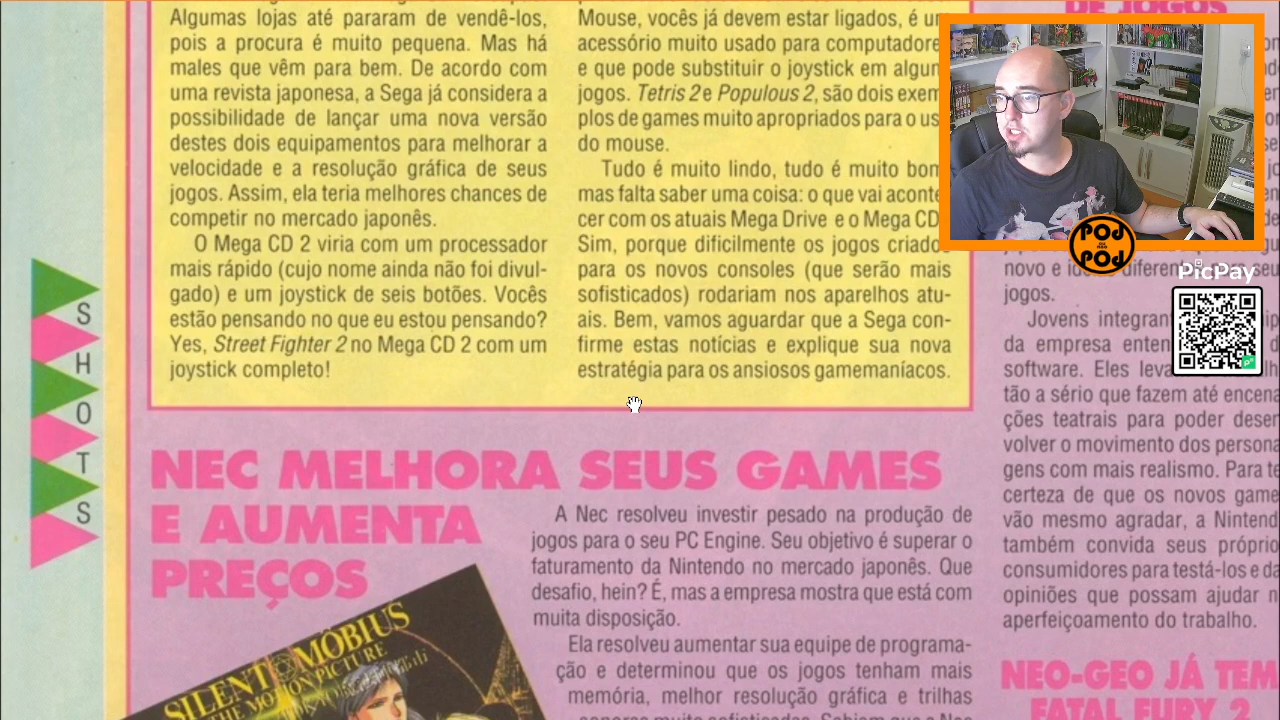 Algumas lojas até pararam de vendê-los,
pois a procura é muito pequena. Mas há
males que vêm para bem. De acordo com
uma revista japonesa, a Sega já considera a
possibilidade de lançar uma nova versão
destes dois equipamentos para melhorar a
velocidade e a resolução gráfica de seus
jogos. Assim, ela teria melhores chances de
competir no mercado japonês.
O Mega CD 2 viria com um processador
mais rápido (cujo nome ainda não foi divul-
gado) e um joystick de seis botões. Vocês
estão pensando no que eu estou pensando?
Yes, Street Fighter 2 no Mega CD 2 com um
joystick completo!
Mouse, vocês já devem estar ligados, é um
acessório muito usado para computadore
e que pode substituir o joystick em algun
jogos. Tetris 2 e Populous 2, são dois exem
plos de games muito apropriados para o us
do mouse.
Tudo é muito lindo, tudo é muito bom
mas falta saber uma coisa: o que vai aconte
cer com os atuais Mega Drive e o Mega CD
Sim, porque dificilmente os jogos criado
para os novos consoles (que serão mais
sofisticados) rodariam nos aparelhos atu-
ais. Bem, vamos aguardar que a Sega con-
firme estas notícias e explique sua nova
estratégia para os ansiosos gamemaníacos.
SHOTS
NEC MELHORA SEUS GAMES
E AUMENTA
PREÇOS
A Nec resolveu investir pesado na produção de
jogos para o seu PC Engine. Seu objetivo é superar o
faturamento da Nintendo no mercado japonês. Que
desafio, hein? É, mas a empresa mostra que está com
muita disposição.
Ela resolveu aumentar sua equipe de programa-
ção e determinou que os jogos tenham mais
memória, melhor resolução gráfica e trilhas
SILENT MÖBIUS
THE MOTION PICTURE
DE JOGOS
POD
POD
PicPay
novo e diferent
jogos.
Jovens integran
da empresa enten
software. Eles leva
tão a sério que fazem até encena
ções teatrais para poder desen
volver o movimento dos persona
gens com mais realismo. Para te
certeza de que os novos game
vão mesmo agradar, a Nintend
também convida seus próprio
consumidores para testá-los e da
opiniões que possam ajudar n
aperfeiçoamento do trabalho.
NEO-GEO JÁ TEM
FATAL FURY 2